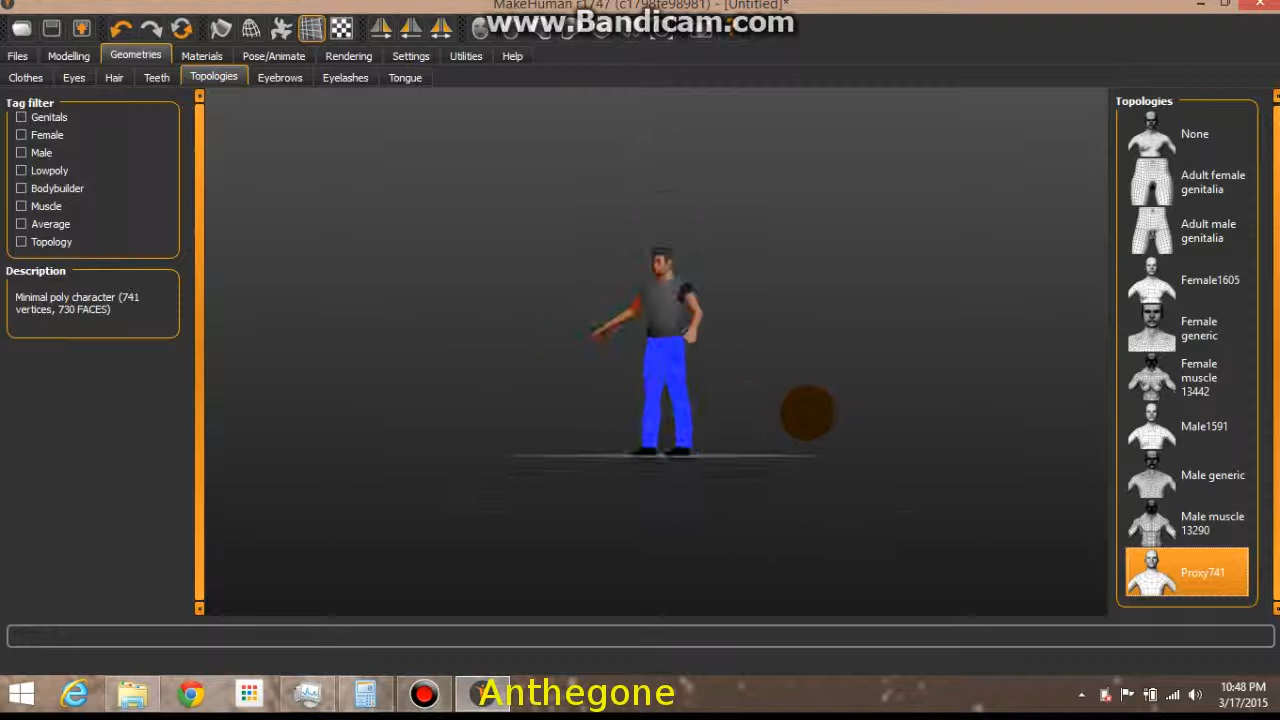 MakeHuman r1747 (c1798fe98981) - [Untitled]*
www.Bandicam.com
Files Modelling Geometries Materials Pose/Animate Rendering Settings Utilities Help
Clothes Eyes Hair Teeth Topologies Eyebrows Eyelashes Tongue
Tag filter
Genitals
Female
Male
Lowpoly
Bodybuilder
Muscle
Average
Topology
Description
Minimal poly character (741
vertices, 730 FACES)
Topologies
None
Adult female
genitalia
Adult male
genitalia
Female1605
Female
generic
Female
muscle
13442
Male1591
Male generic
Male muscle
13290
Proxy741
Anthegone
10:48 PM
3/17/2015